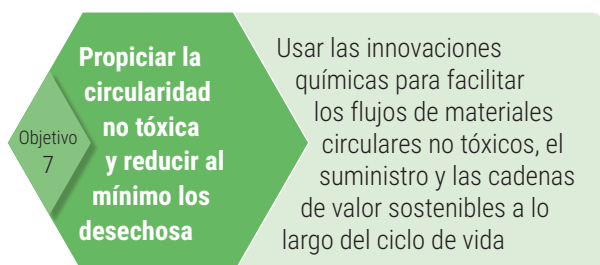 Objetivo
7
Propiciar la
circularidad
no tóxica
y reducir al
mínimo los
desechosa
Usar las innovaciones
químicas para facilitar
los flujos de materiales
circulares no tóxicos, el
suministro y las cadenas
de valor sostenibles a lo
largo del ciclo de vida